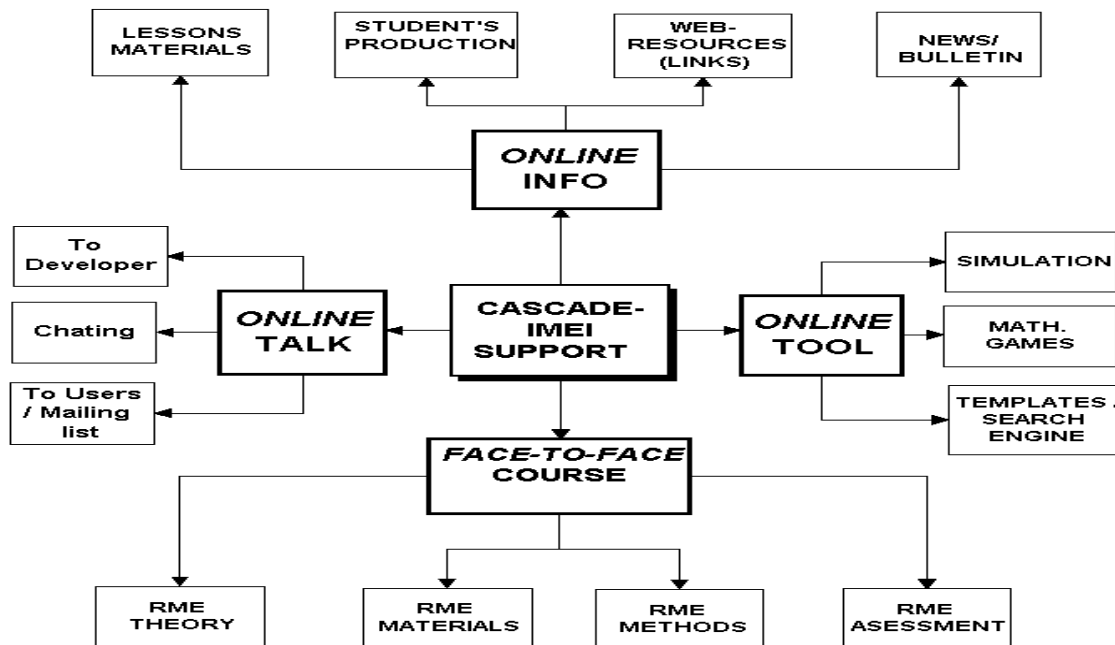 LESSONS
MATERIALS
STUDENT'S
PRODUCTION
WEB-
RESOURCES
(LINKS)
NEWS/
BULLETIN
ONLINE
INFO
To
Developer
Chating
To Users
/ Mailing
list
ONLINE
TALK
CASCADE-
IMEI
SUPPORT
ONLINE
TOOL
SIMULATION
MATH.
GAMES
TEMPLATES /
SEARCH
ENGINE
FACE-TO-FACE
COURSE
RME
THEORY
RME
MATERIALS
RME
METHODS
RME
ASESSMENT